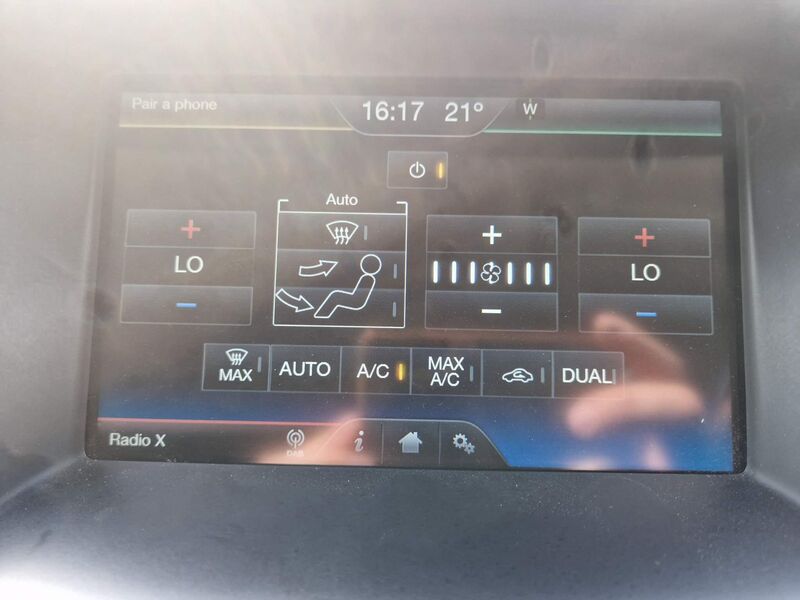 Pair a phone
16:17 21° W
Auto
+ + +
LO LO
- - -
MAX AUTO A/C MAX A/C DUAL
Radio X DAB i